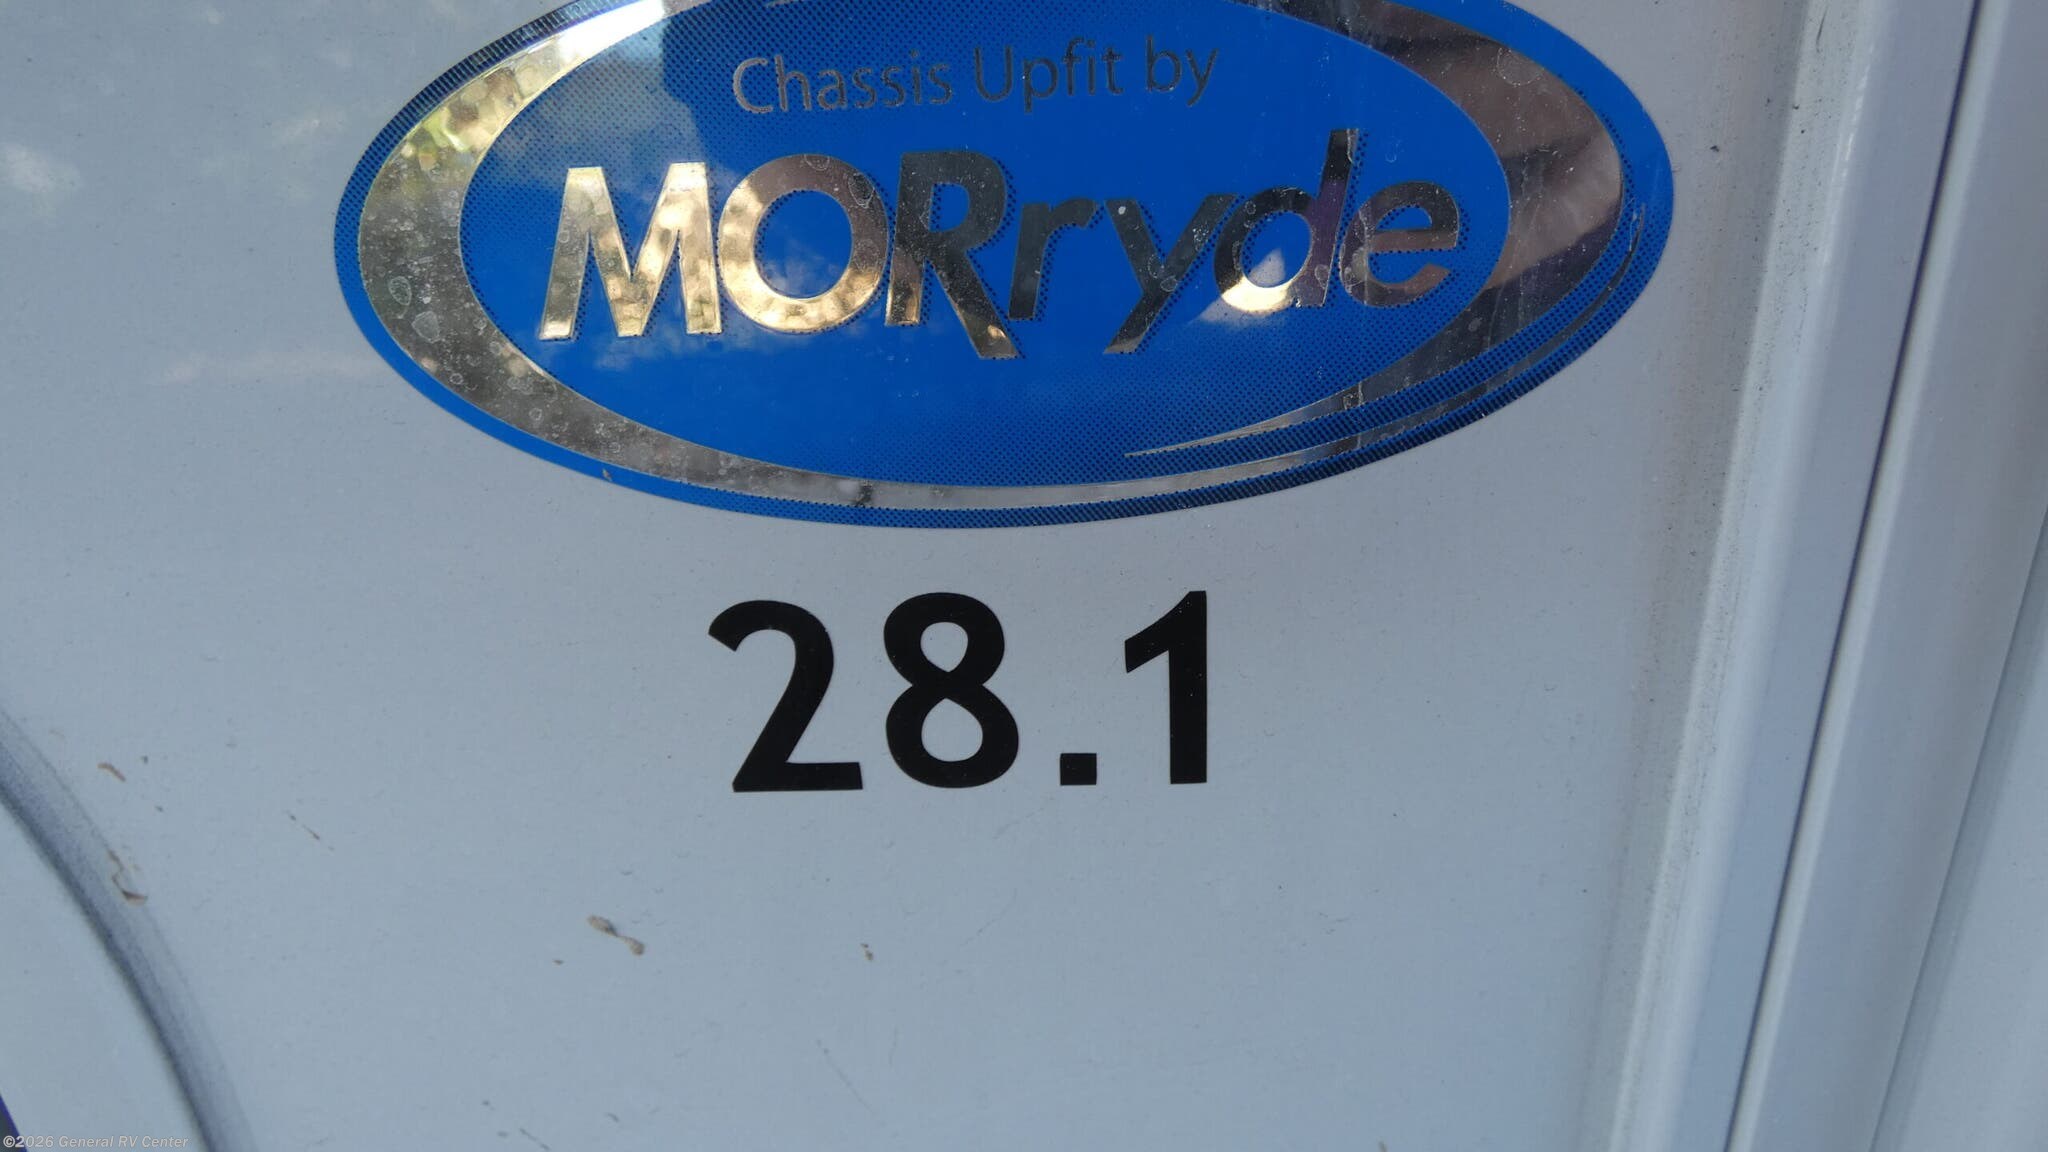 Chassis Upfit by
MORryde
28.1
©2026 General RV Center